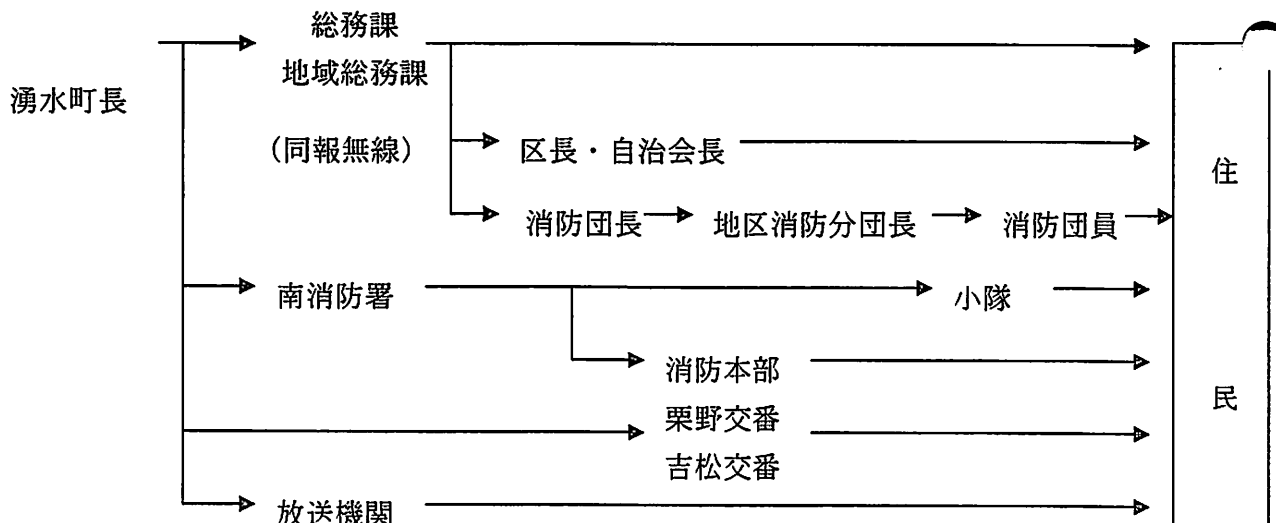 総務課
地域総務課
湧水町長
(同報無線)
区長・自治会長
住
消防団長
地区消防分団長
消防団員
南消防署
小隊
消防本部
民
栗野交番
吉松交番
放送機関